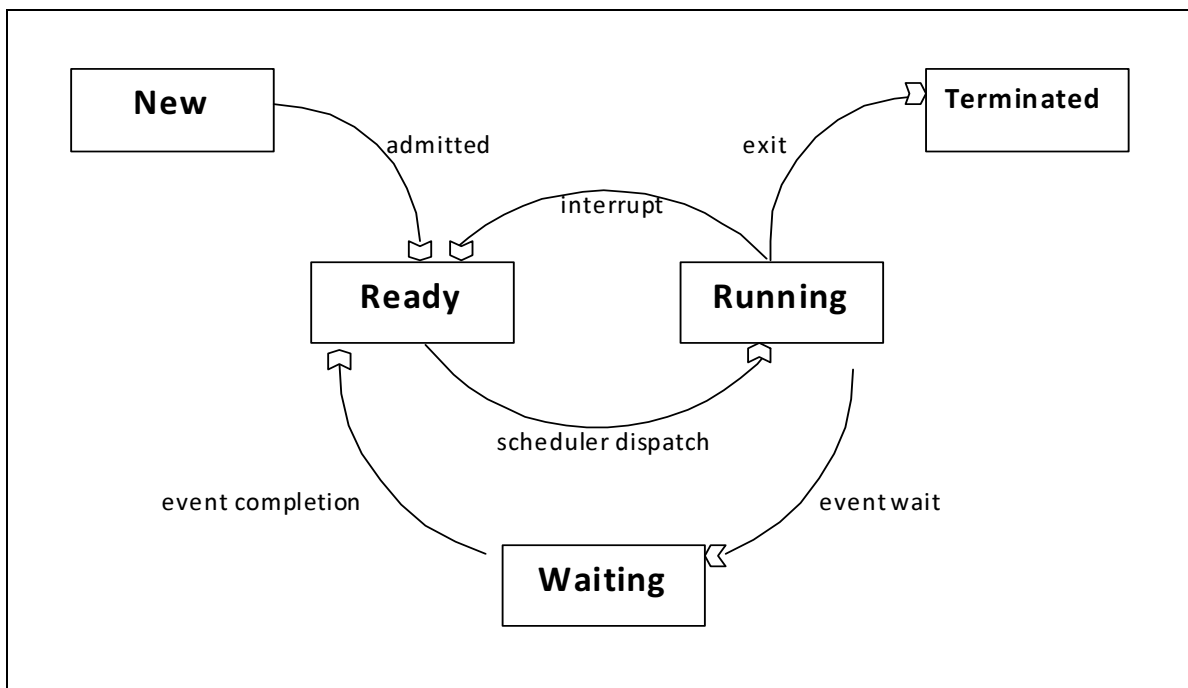 New
Terminated
admitted
exit
interrupt
Ready
Running
scheduler dispatch
event completion
event wait
Waiting